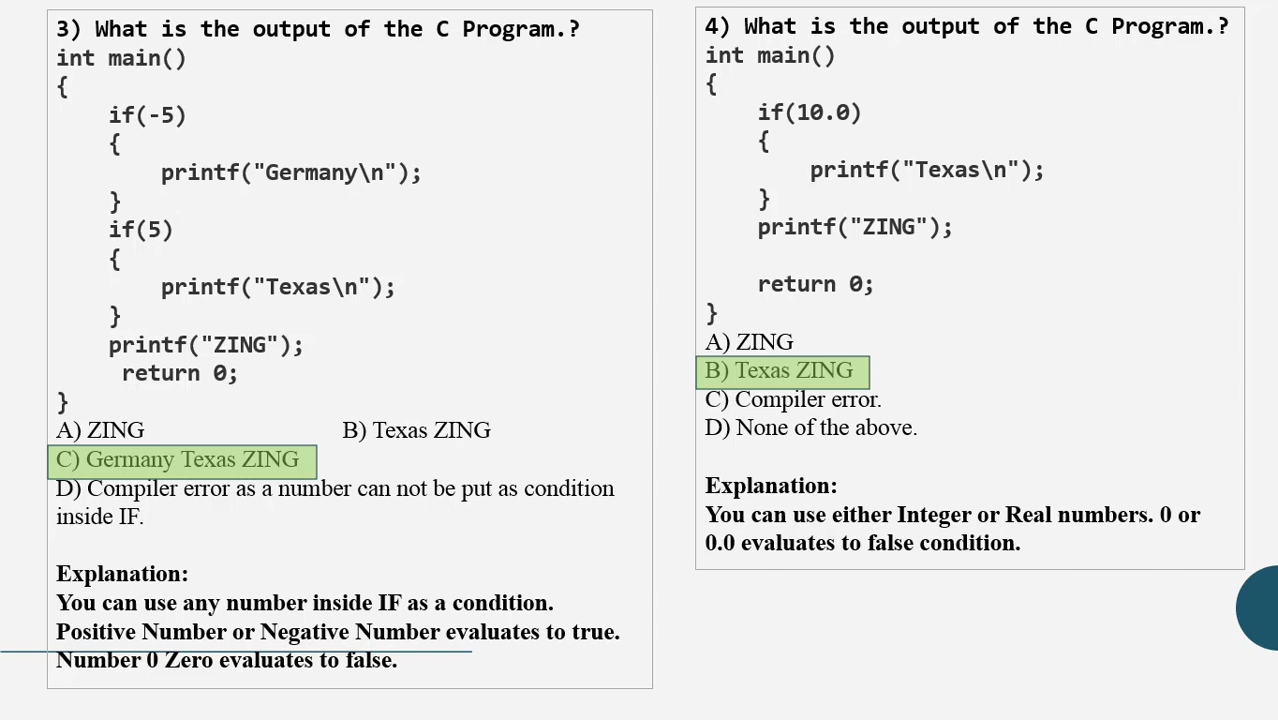 3) What is the output of the C Program.?
int main()
{
    if(-5)
    {
        printf("Germany\n");
    }
    if(5)
    {
        printf("Texas\n");
    }
    printf("ZING");
     return 0;
}
A) ZING    B) Texas ZING
C) Germany Texas ZING
D) Compiler error as a number can not be put as condition
inside IF.
Explanation:
You can use any number inside IF as a condition.
Positive Number or Negative Number evaluates to true.
Number 0 Zero evaluates to false.
4) What is the output of the C Program.?
int main()
{
    if(10.0)
    {
        printf("Texas\n");
    }
    printf("ZING");
    return 0;
}
A) ZING
B) Texas ZING
C) Compiler error.
D) None of the above.
Explanation:
You can use either Integer or Real numbers. 0 or
0.0 evaluates to false condition.